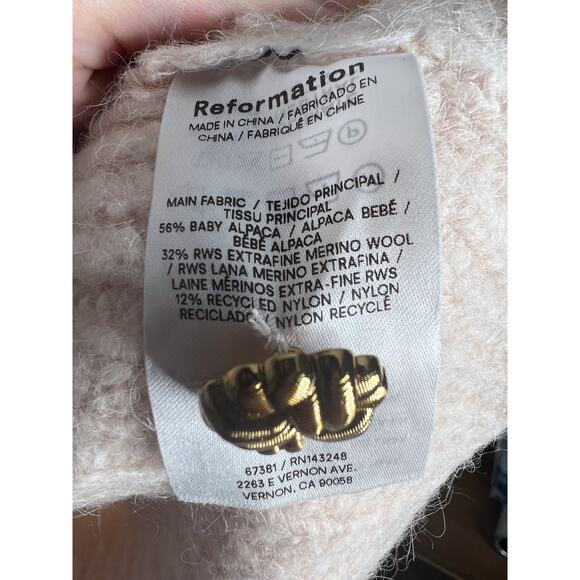 Reformation
MADE IN CHINA / FABRICADO EN
CHINA / FABRIQUÉ EN CHINE
MAIN FABRIC / TEJIDO PRINCIPAL /
TISSU PRINCIPAL
56% BABY ALPACA / ALPACA BEBÉ /
BÉBÉ ALPACA
32% RWS EXTRAFINE MERINO WOOL
/ RWS LANA MERINO EXTRAFINA /
LAINE MÉRINOS EXTRA-FINE RWS
12% RECYCLED NYLON / NYLON
RECICLADO / NYLON RECYCLÉ
67381 / RN143248
2263 E VERNON AVE.
VERNON, CA 90058